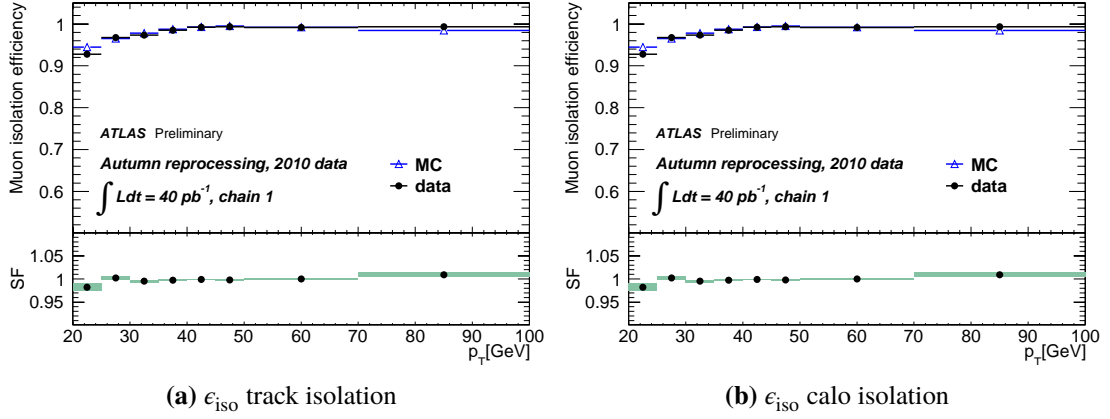 Muon isolation efficiency
1
0.9
0.8
0.7
0.6
ATLAS Preliminary
Autumn reprocessing, 2010 data
∫ Ldt = 40 pb⁻¹, chain 1
MC
data
SF
1.05
1
0.95
20 30 40 50 60 70 80 90 100
p_T[GeV]
(a) ϵ_iso track isolation
Muon isolation efficiency
1
0.9
0.8
0.7
0.6
ATLAS Preliminary
Autumn reprocessing, 2010 data
∫ Ldt = 40 pb⁻¹, chain 1
MC
data
SF
1.05
1
0.95
20 30 40 50 60 70 80 90 100
p_T[GeV]
(b) ϵ_iso calo isolation